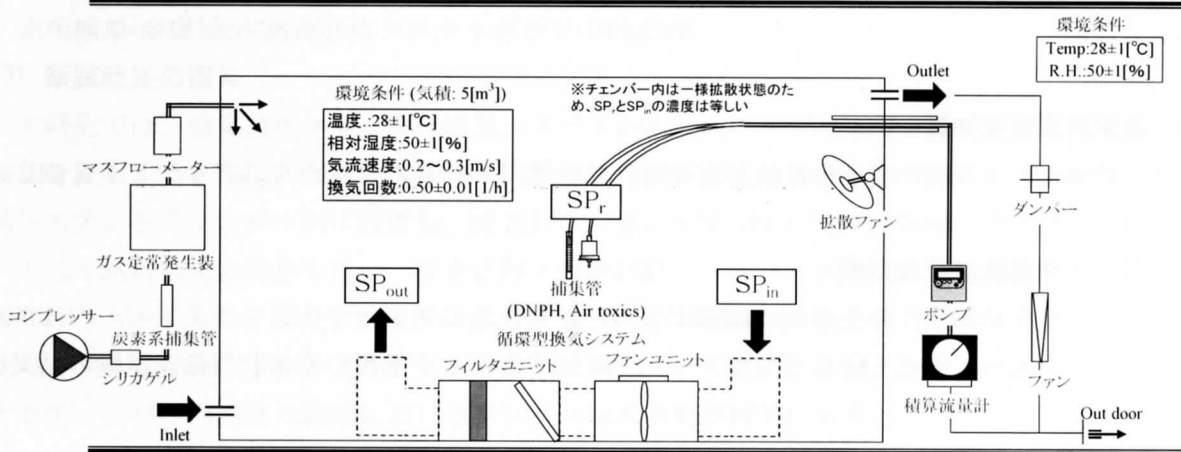 環境条件
Temp:28±1[℃]
R.H.:50±1[%]
Outlet
※チェンバー内は一様拡散状態のた
め、SPrとSPinの濃度は等しい
環境条件 (気積: 5[m³])
温度.:28±1[℃]
相対湿度:50±1[%]
気流速度:0.2～0.3[m/s]
換気回数:0.50±0.01[1/h]
マスフローメーター
SPr
拡散ファン
ダンパー
ガス定常発生装
SPout
捕集管
(DNPH, Air toxics)
SPin
コンプレッサー
炭素系捕集管
シリカゲル
循環型換気システム
フィルタユニット
ファンユニット
ポンプ
積算流量計
ファン
Inlet
Out door